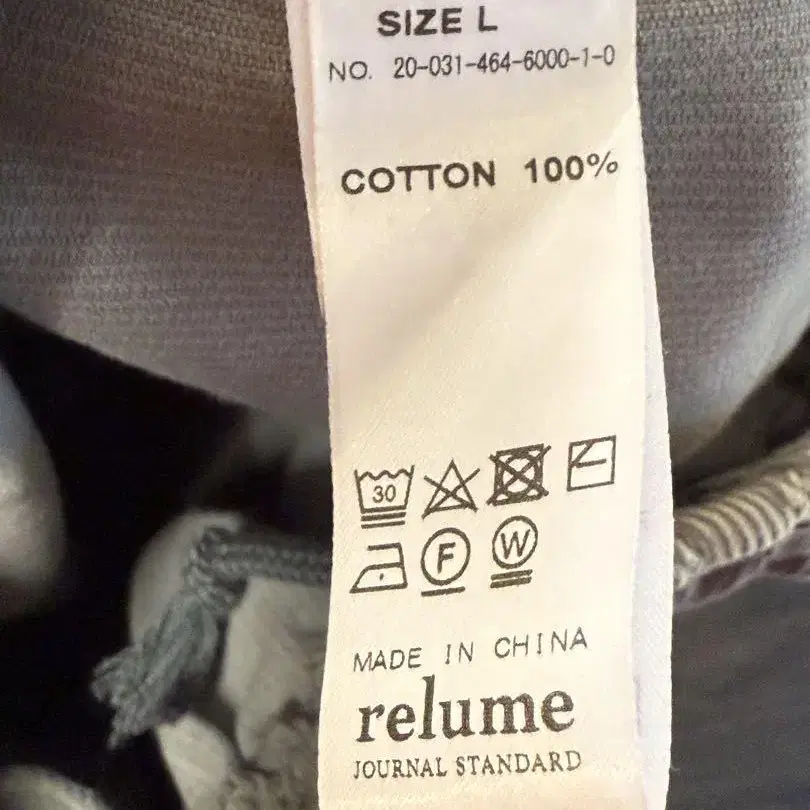 SIZE L
NO. 20-031-464-6000-1-0
COTTON 100%
30
F W
MADE IN CHINA
relume
JOURNAL STANDARD